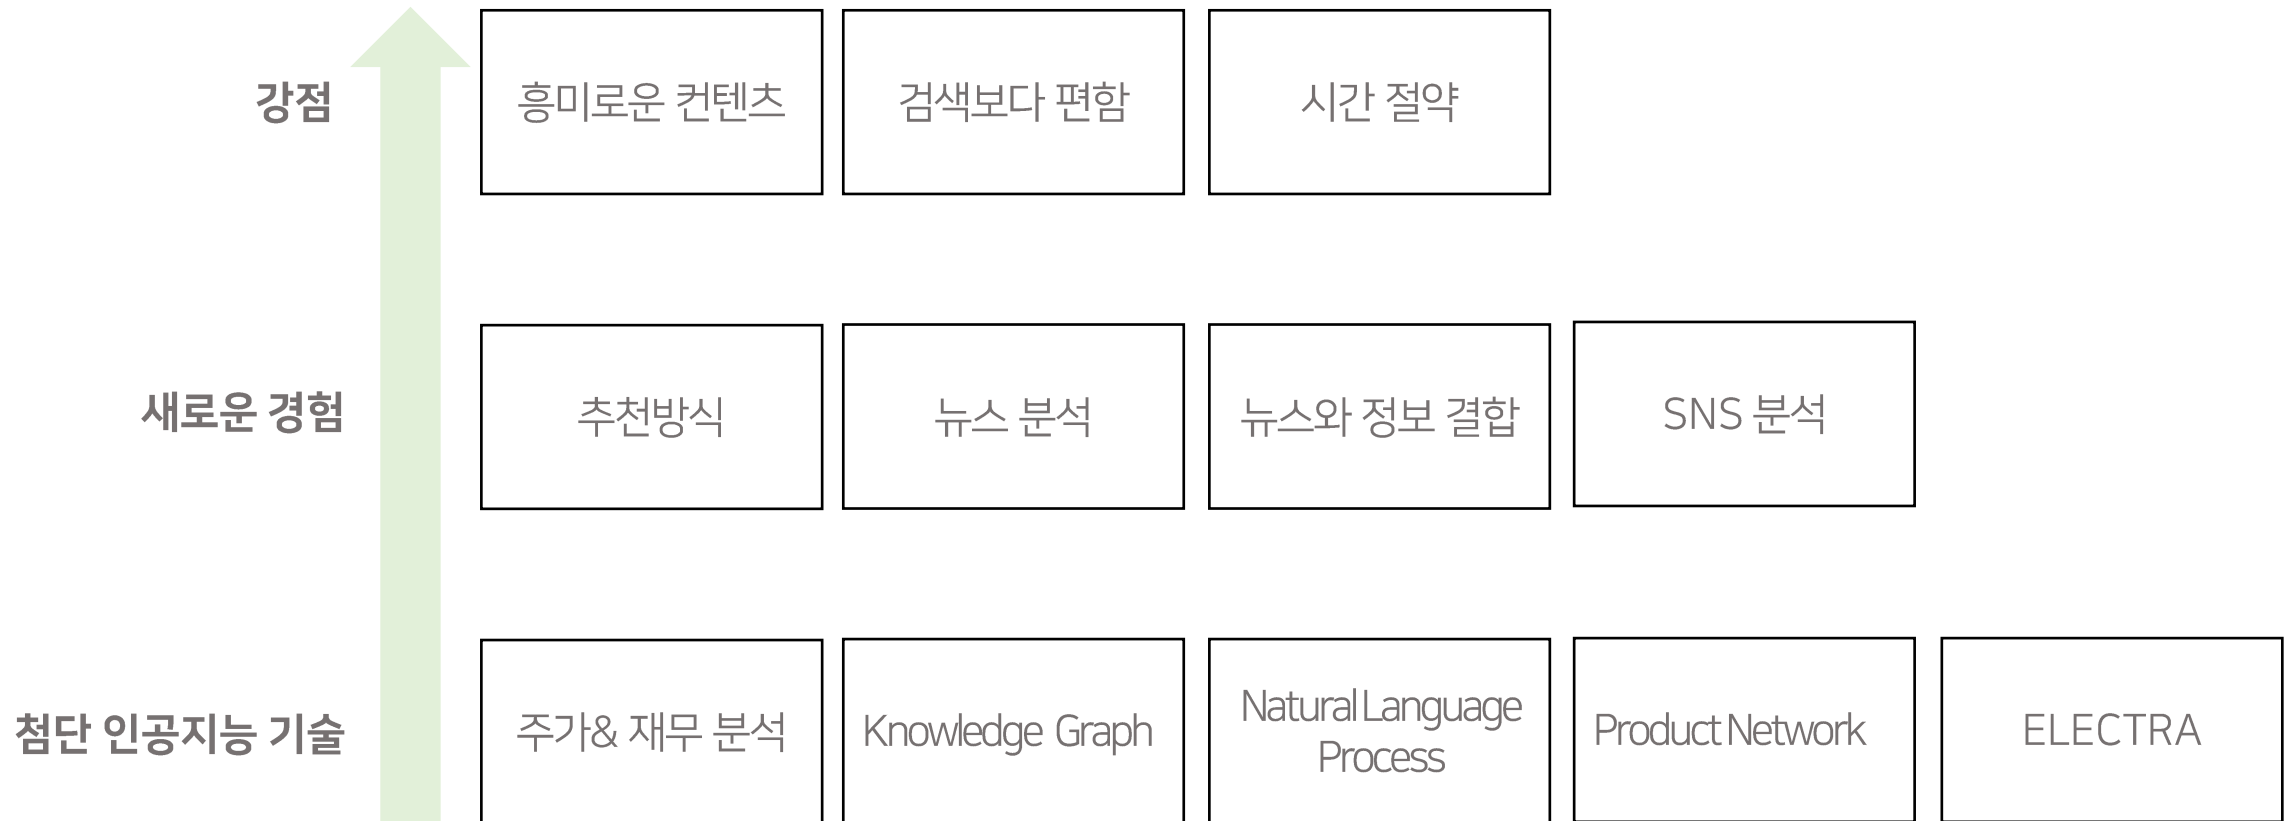 강점
흥미로운 컨텐츠
검색보다 편함
시간 절약
새로운 경험
추천방식
뉴스 분석
뉴스와 정보 결합
SNS 분석
첨단 인공지능 기술
주가& 재무 분석
Knowledge Graph
Natural Language
Process
Product Network
ELECTRA